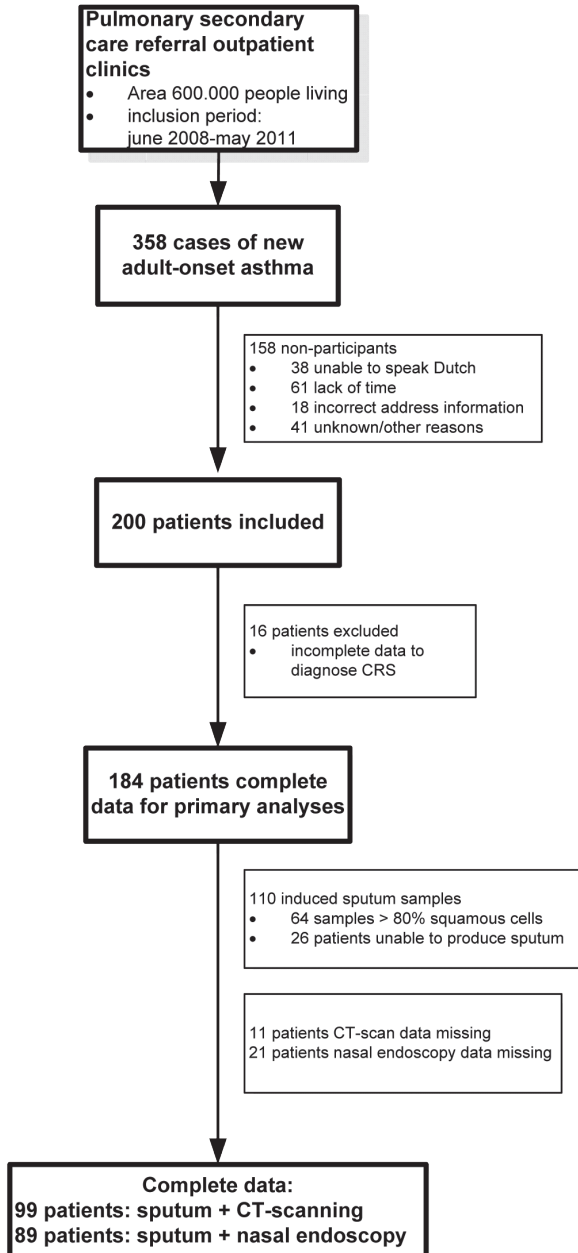 Pulmonary secondary
care referral outpatient
clinics
• Area 600.000 people living
• inclusion period:
june 2008-may 2011
358 cases of new
adult-onset asthma
158 non-participants
• 38 unable to speak Dutch
• 61 lack of time
• 18 incorrect address information
• 41 unknown/other reasons
200 patients included
16 patients excluded
• incomplete data to
diagnose CRS
184 patients complete
data for primary analyses
110 induced sputum samples
• 64 samples > 80% squamous cells
• 26 patients unable to produce sputum
11 patients CT-scan data missing
21 patients nasal endoscopy data missing
Complete data:
99 patients: sputum + CT-scanning
89 patients: sputum + nasal endoscopy